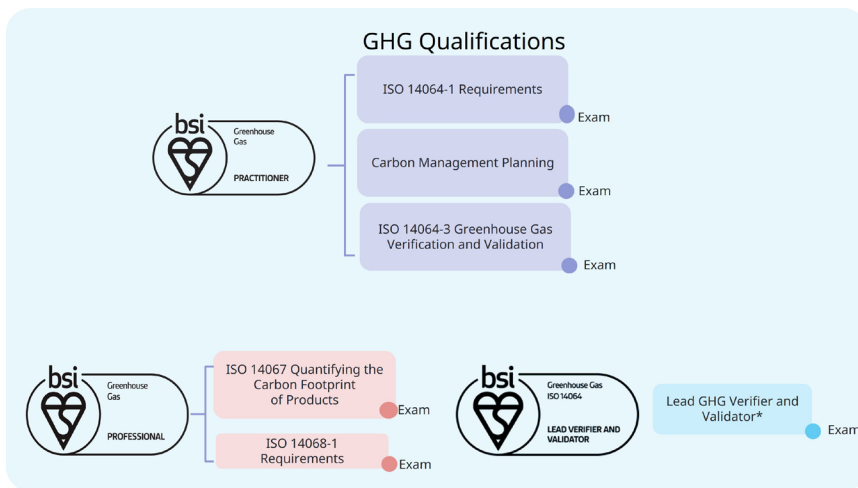 GHG Qualifications
bsi
Greenhouse
Gas
PRACTITIONER
ISO 14064-1 Requirements
Exam
Carbon Management Planning
Exam
ISO 14064-3 Greenhouse Gas
Verification and Validation
Exam
bsi
Greenhouse
Gas
PROFESSIONAL
ISO 14067 Quantifying the
Carbon Footprint
of Products
Exam
ISO 14068-1
Requirements
Exam
bsi
Greenhouse Gas
ISO 14064
LEAD VERIFIER AND
VALIDATOR
Lead GHG Verifier and
Validator*
Exam